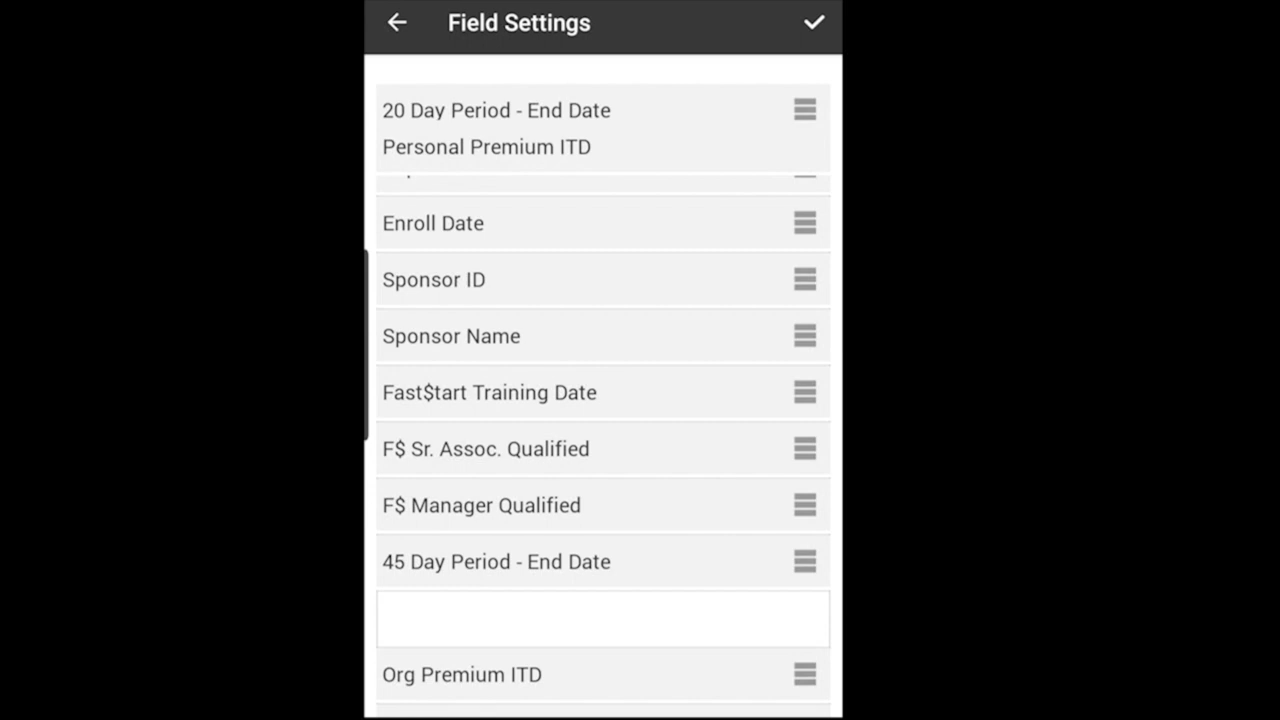 Field Settings
20 Day Period - End Date
Personal Premium ITD
Enroll Date
Sponsor ID
Sponsor Name
Fast$tart Training Date
F$ Sr. Assoc. Qualified
F$ Manager Qualified
45 Day Period - End Date
Org Premium ITD